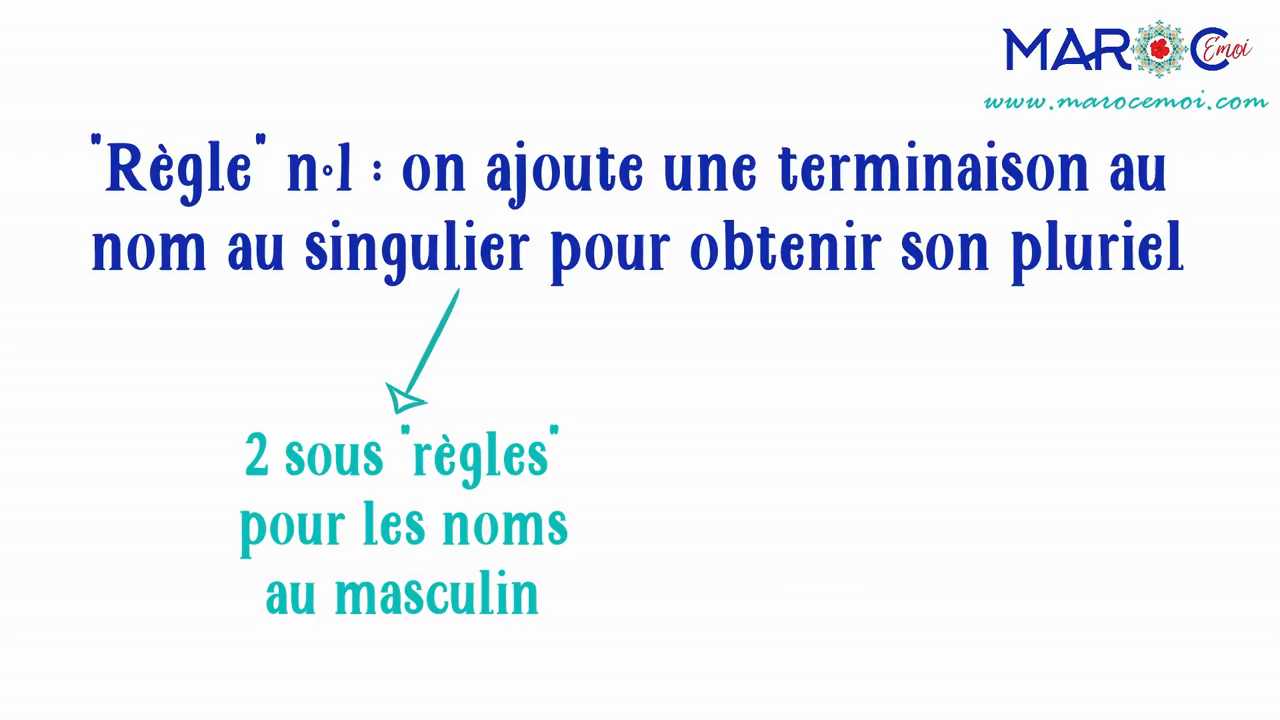 MAROC Emoi
www.marocemoi.com
"Règle" n°1 : on ajoute une terminaison au
nom au singulier pour obtenir son pluriel
2 sous "règles"
pour les noms
au masculin